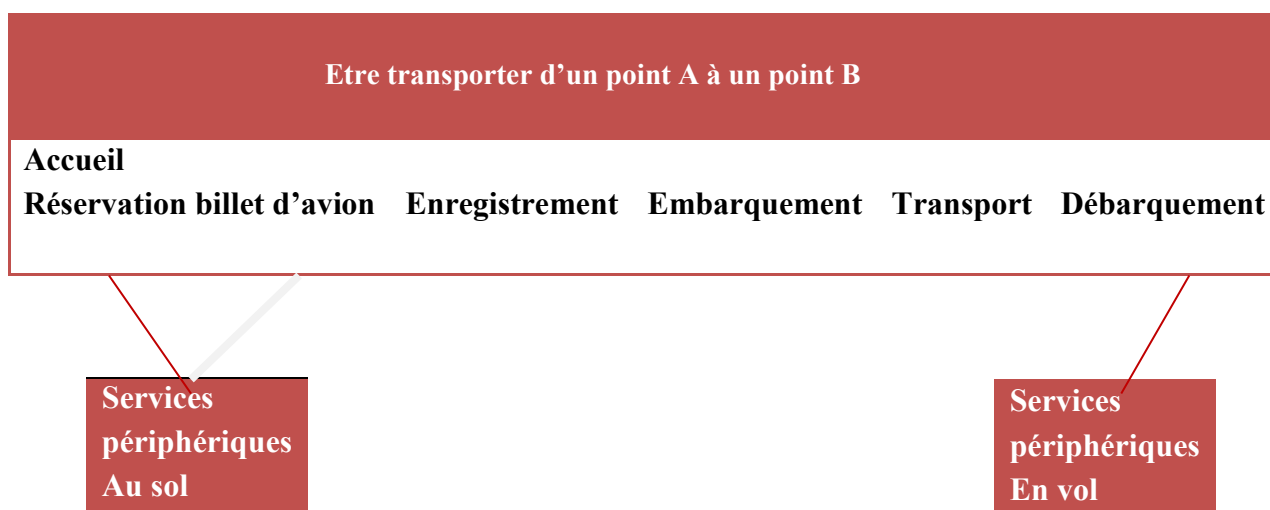 Etre transporter d’un point A à un point B
Accueil
Réservation billet d’avion Enregistrement Embarquement Transport Débarquement
Services
périphériques
Au sol
Services
périphériques
En vol